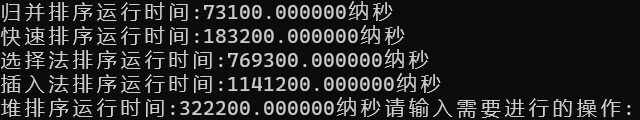 归并排序运行时间:73100.000000纳秒
快速排序运行时间:183200.000000纳秒
选择法排序运行时间:769300.000000纳秒
插入法排序运行时间:1141200.000000纳秒
堆排序运行时间:322200.000000纳秒请输入需要进行的操作: